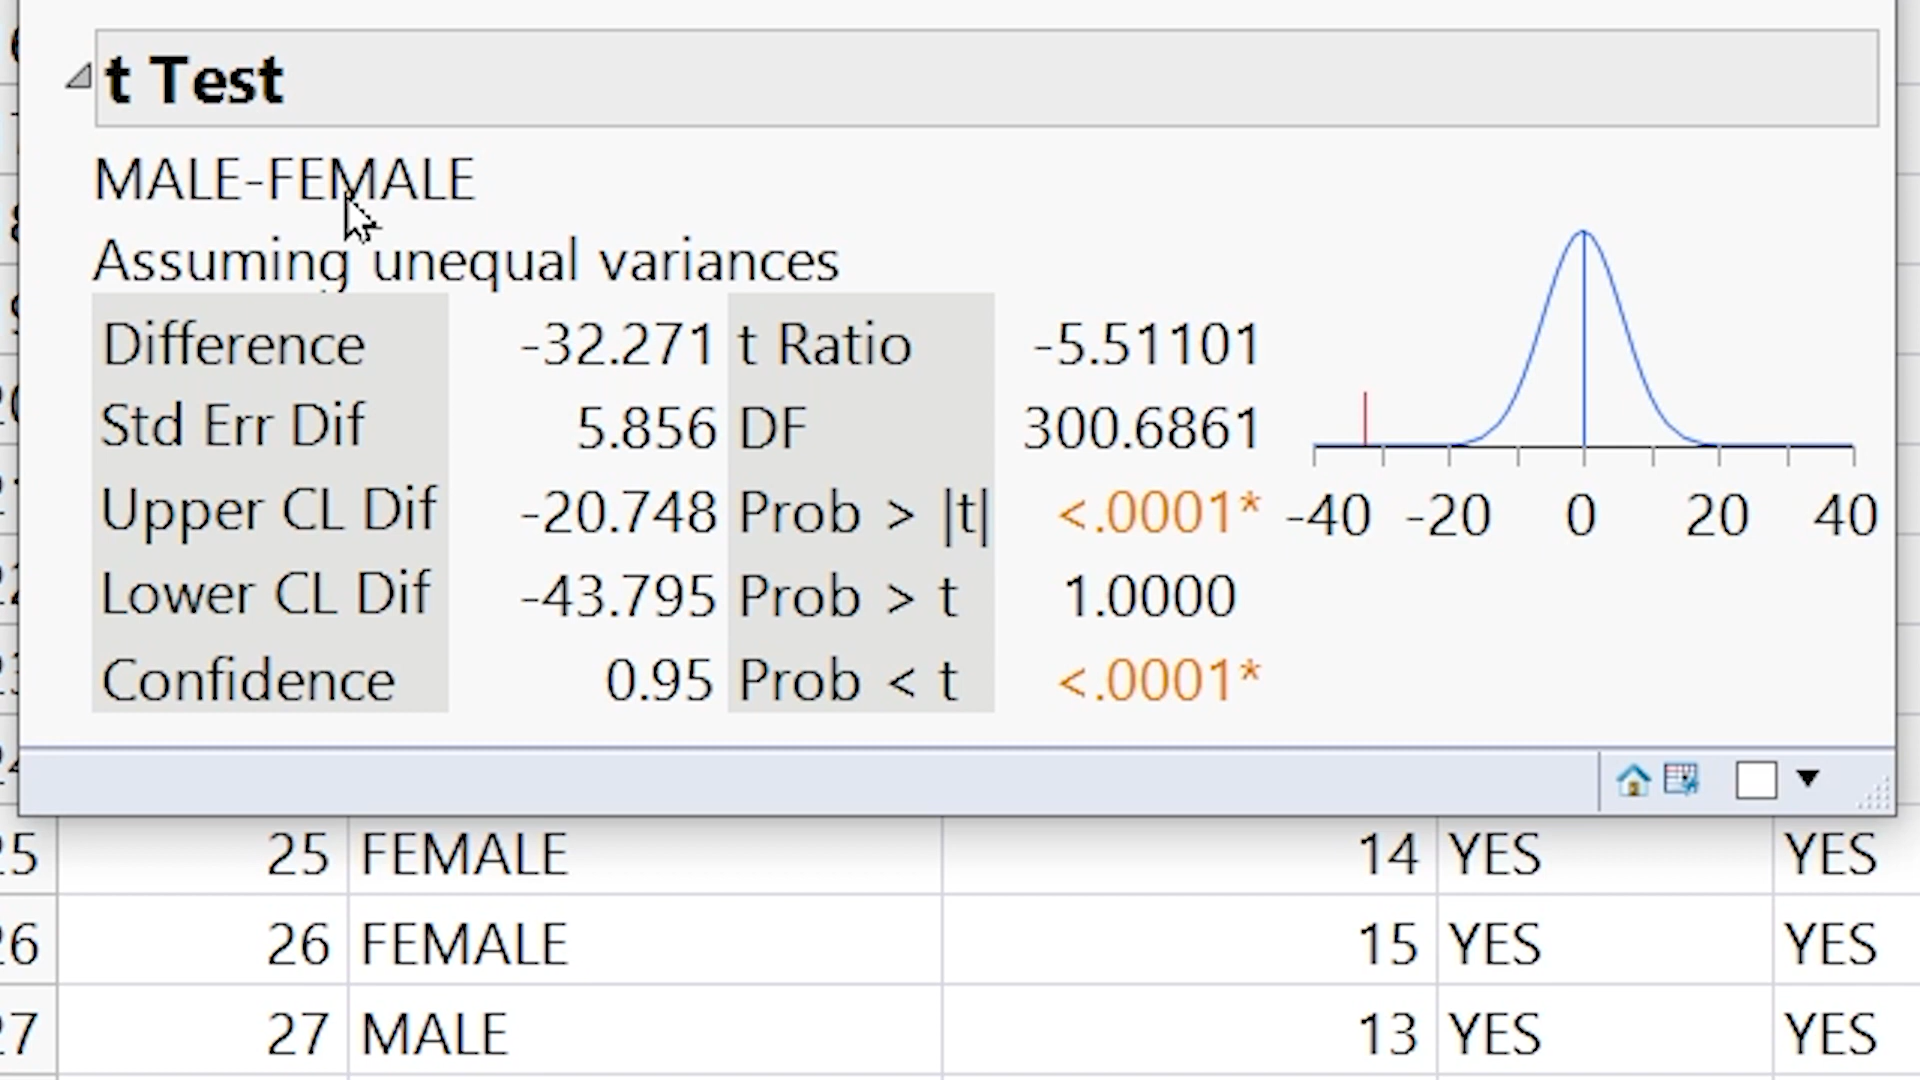 t Test
MALE-FEMALE
Assuming unequal variances
Difference -32.271 t Ratio -5.51101
Std Err Dif 5.856 DF 300.6861
Upper CL Dif -20.748 Prob > |t| <.0001*
Lower CL Dif -43.795 Prob > t 1.0000
Confidence 0.95 Prob < t <.0001*
-40 -20 0 20 40
25 25 FEMALE 14 YES YES
26 26 FEMALE 15 YES YES
27 27 MALE 13 YES YES